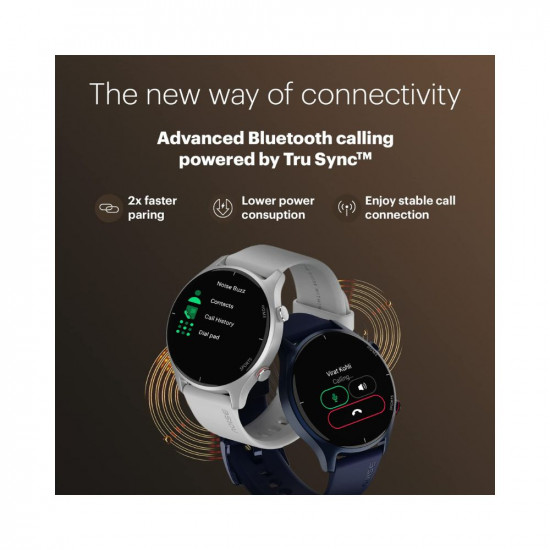 The new way of connectivity
Advanced Bluetooth calling
powered by Tru Sync™
2x faster
paring
Lower power
consuption
Enjoy stable call
connection
Noise Buzz
Contacts
Call History
Dial pad
Virat Kohli
Calling...